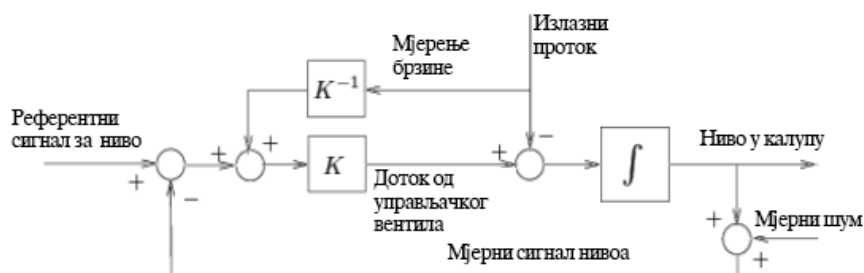 Излазни
проток
Мјерење
брзине
K⁻¹
Референтни
сигнал за ниво
+
+
+
−
+
−
K
Доток од
управљачког
вентила
+
∫
Ниво у калупу
Мјерни сигнал нивоа
+
Мјерни шум
+